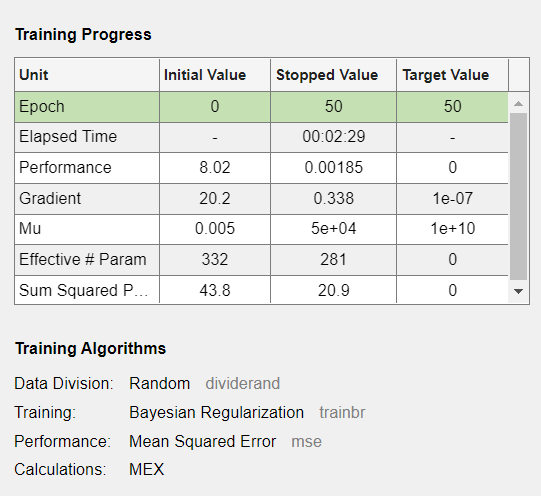 Training Progress
Unit Initial Value Stopped Value Target Value
Epoch 0 50 50
Elapsed Time - 00:02:29 -
Performance 8.02 0.00185 0
Gradient 20.2 0.338 1e-07
Mu 0.005 5e+04 1e+10
Effective # Param 332 281 0
Sum Squared P... 43.8 20.9 0
Training Algorithms
Data Division: Random dividerand
Training: Bayesian Regularization trainbr
Performance: Mean Squared Error mse
Calculations: MEX